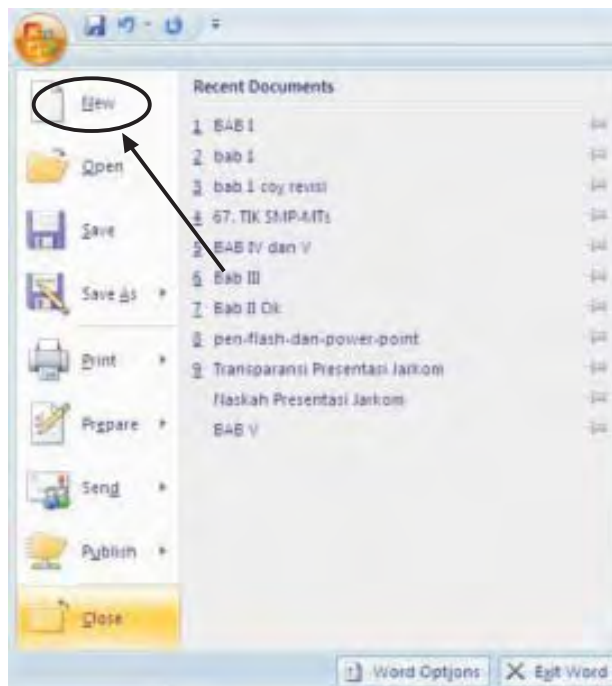 New
Open
Save
Save As
Print
Prepare
Send
Publish
Close
Recent Documents
1 BAB I
2 bab 1
3 bab 1 coy revisi
4 67. TIK SMP-MTs
5 BAB IV dan V
6 Bab III
7 Bab II Ok
8 pen-flash-dan-power-point
9 Transparansi Presentasi Jarkom
Naskah Presentasi Jarkom
BAB V
Word Options
Exit Word